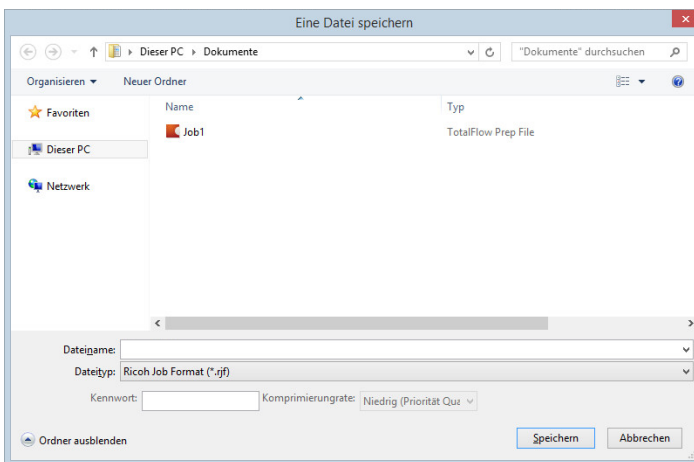 Eine Datei speichern
Dieser PC Dokumente "Dokumente" durchsuchen
Organisieren Neuer Ordner
Favoriten
Dieser PC
Netzwerk
Name Typ
Job1 TotalFlow Prep File
Dateiname:
Dateityp: Ricoh Job Format (*.rjf)
Kennwort: Komprimierungrate: Niedrig (Priorität Qua
Ordner ausblenden Speichern Abbrechen